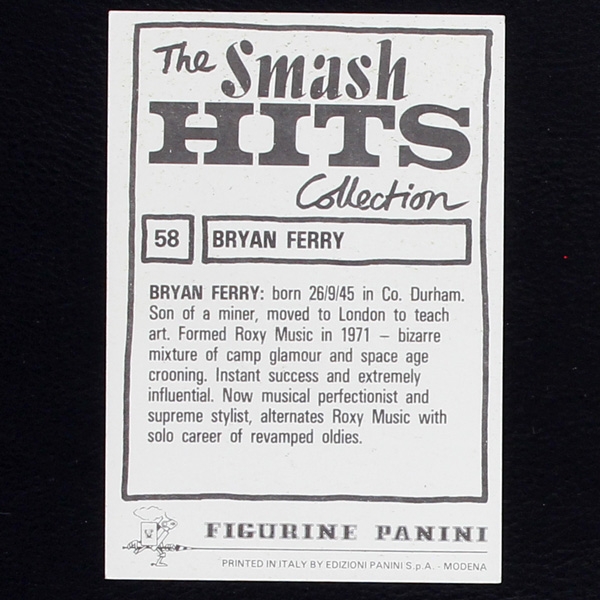 The Smash
HITS
Collection
58 BRYAN FERRY
BRYAN FERRY: born 26/9/45 in Co. Durham.
Son of a miner, moved to London to teach
art. Formed Roxy Music in 1971 – bizarre
mixture of camp glamour and space age
crooning. Instant success and extremely
influential. Now musical perfectionist and
supreme stylist, alternates Roxy Music with
solo career of revamped oldies.
FIGURINE PANINI
PRINTED IN ITALY BY EDIZIONI PANINI S.p.A. - MODENA